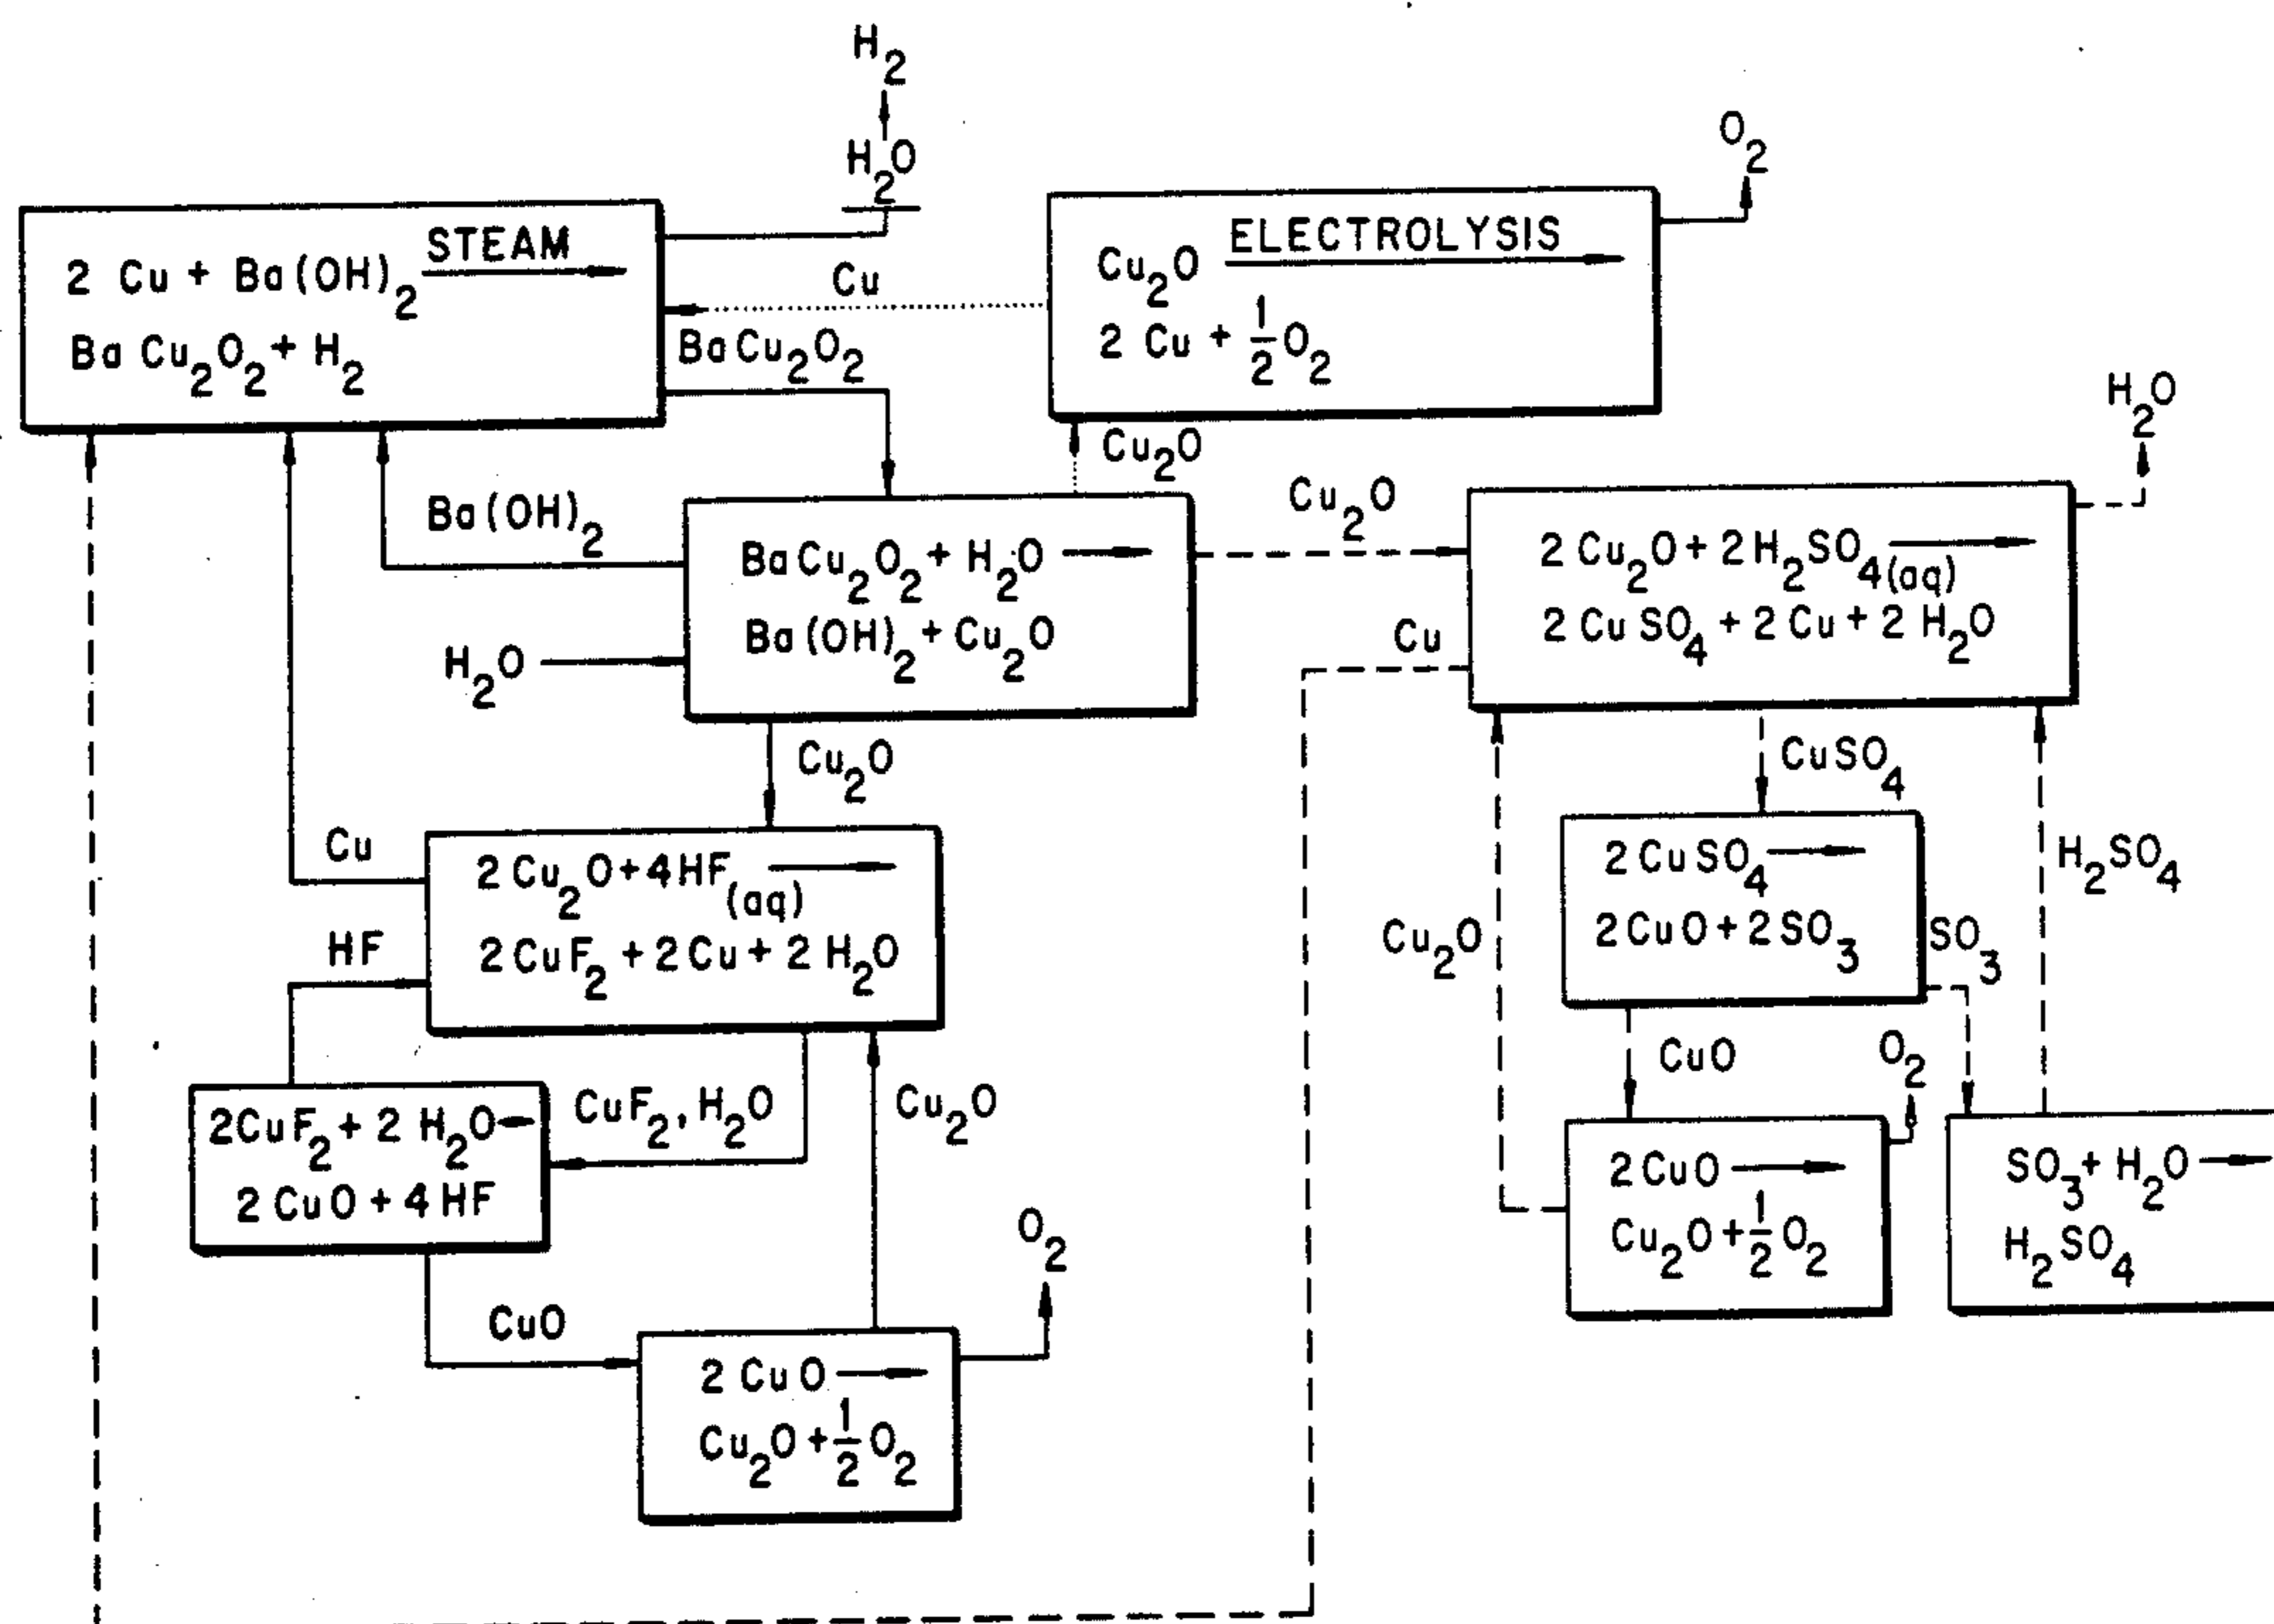 H₂
H₂O
O₂
2 Cu + Ba(OH)₂ STEAM
BaCu₂O₂ + H₂
Cu
BaCu₂O₂
Cu₂O ELECTROLYSIS
2 Cu + 1/2 O₂
H₂O
Cu₂O
Ba(OH)₂
Cu₂O
BaCu₂O₂ + H₂O
Ba(OH)₂ + Cu₂O
H₂O
2 Cu₂O + 2 H₂SO₄(aq)
2 CuSO₄ + 2 Cu + 2 H₂O
Cu
Cu₂O
CuSO₄
Cu
2 Cu₂O + 4 HF(aq)
2 CuF₂ + 2 Cu + 2 H₂O
HF
2 CuSO₄
2 CuO + 2 SO₃
SO₃
H₂SO₄
Cu₂O
CuO
O₂
2CuF₂ + 2 H₂O
2 CuO + 4 HF
CuF₂, H₂O
Cu₂O
2 CuO
Cu₂O + 1/2 O₂
SO₃ + H₂O
H₂SO₄
CuO
O₂
2 CuO
Cu₂O + 1/2 O₂